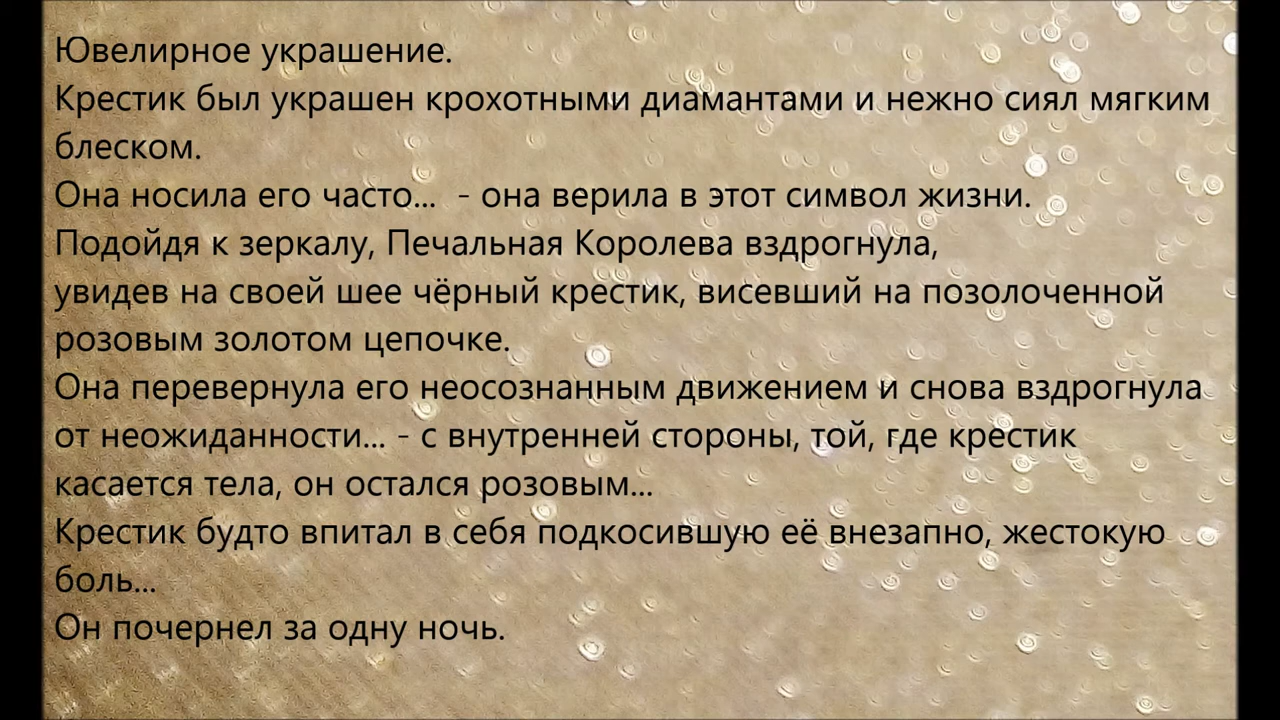 Ювелирное украшение.
Крестик был украшен крохотными диамантами и нежно сиял мягким
блеском.
Она носила его часто...  - она верила в этот символ жизни.
Подойдя к зеркалу, Печальная Королева вздрогнула,
увидев на своей шее чёрный крестик, висевший на позолоченной
розовым золотом цепочке.
Она перевернула его неосознанным движением и снова вздрогнула
от неожиданности... - с внутренней стороны, той, где крестик
касается тела, он остался розовым...
Крестик будто впитал в себя подкосившую её внезапно, жестокую
боль...
Он почернел за одну ночь.